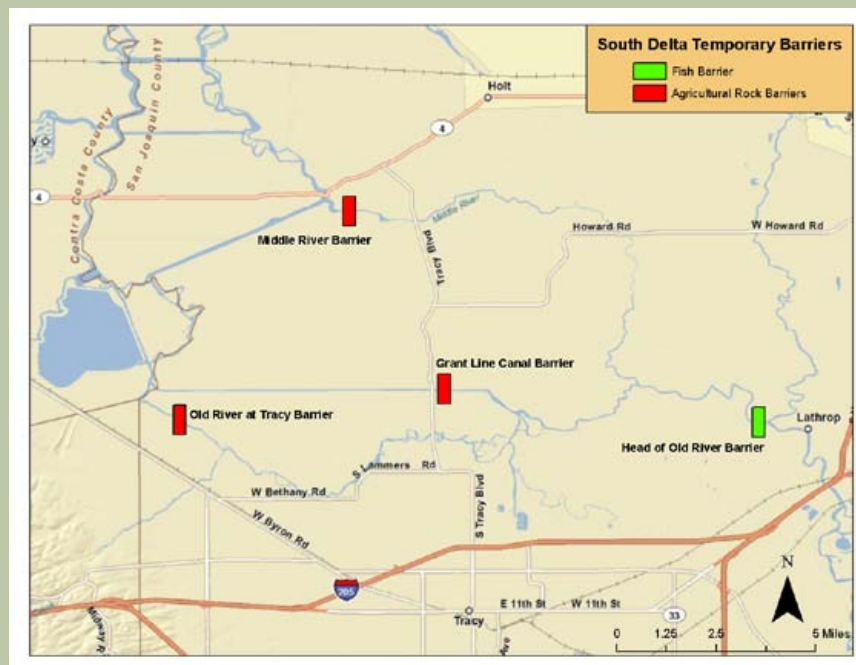 South Delta Temporary Barriers
Fish Barrier
Agricultural Rock Barriers
Holt
4
Contra Costa County
San Joaquin County
y
4
Middle River
Middle River Barrier
Tracy Blvd
Howard Rd
W Howard Rd
Grant Line Canal Barrier
Old River at Tracy Barrier
Lathrop
Head of Old River Barrier
S Lammers Rd
W Bethany Rd
S Tracy Blvd
W Byron Rd
N
205
E 11th St
W 11th St
33
Tracy
0 1.25 2.5 5 Miles